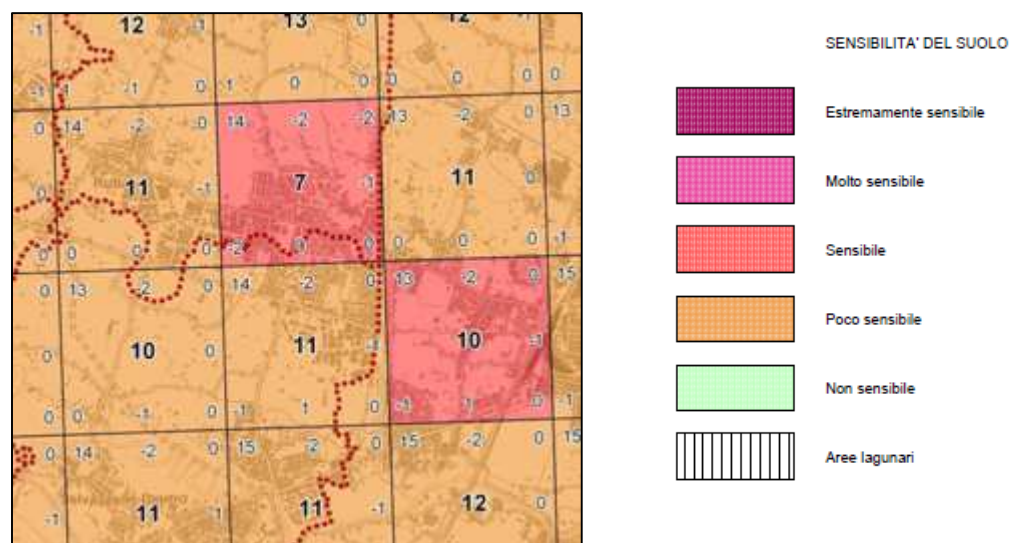 SENSIBILITA' DEL SUOLO
Estremamente sensibile
Molto sensibile
Sensibile
Poco sensibile
Non sensibile
Aree lagunari
-1 12 -1 0 13 0 12 -1 0
-1 -1 0 -1 0 0 0 0 0 0
0 14 -2 0 14 -2 -2 13 -2 0 13
0 11 -1 7 -1 11 0
0 0 0 0 -2 0 0 0 0 -1
0 13 -2 0 14 -2 0 13 -2 0 15
0 10 0 11 -1 10 -1
0 0 -1 0 -1 1 0 -1 1 0 -1
0 14 -2 0 15 0 15 -2 0 15
-1 11 -1 11 -1 12 0